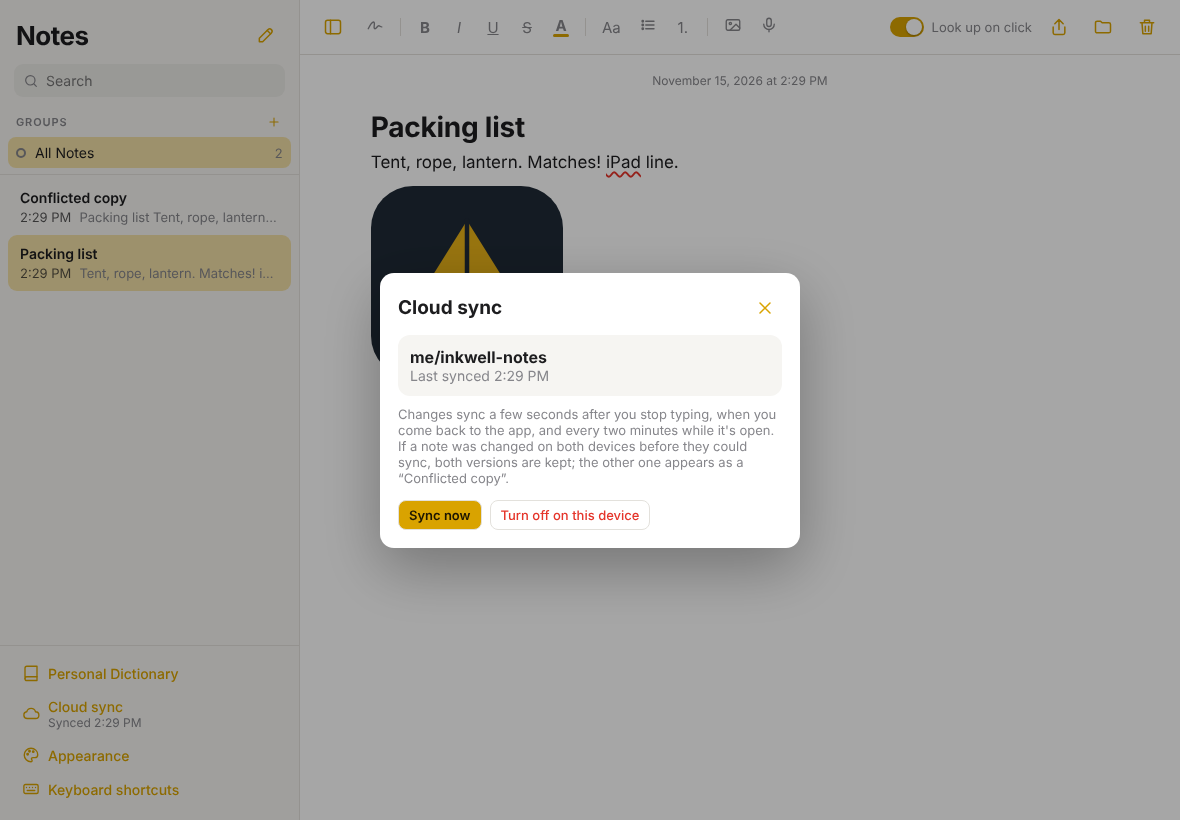 Notes
Search
GROUPS
All Notes 2
Conflicted copy
2:29 PM Packing list Tent, rope, lantern...
Packing list
2:29 PM Tent, rope, lantern. Matches! i...
Personal Dictionary
Cloud sync
Synced 2:29 PM
Appearance
Keyboard shortcuts
B I U S A Aa 1. Look up on click
November 15, 2026 at 2:29 PM
Packing list
Tent, rope, lantern. Matches! iPad line.
Cloud sync
me/inkwell-notes
Last synced 2:29 PM
Changes sync a few seconds after you stop typing, when you
come back to the app, and every two minutes while it's open.
If a note was changed on both devices before they could
sync, both versions are kept; the other one appears as a
“Conflicted copy”.
Sync now Turn off on this device